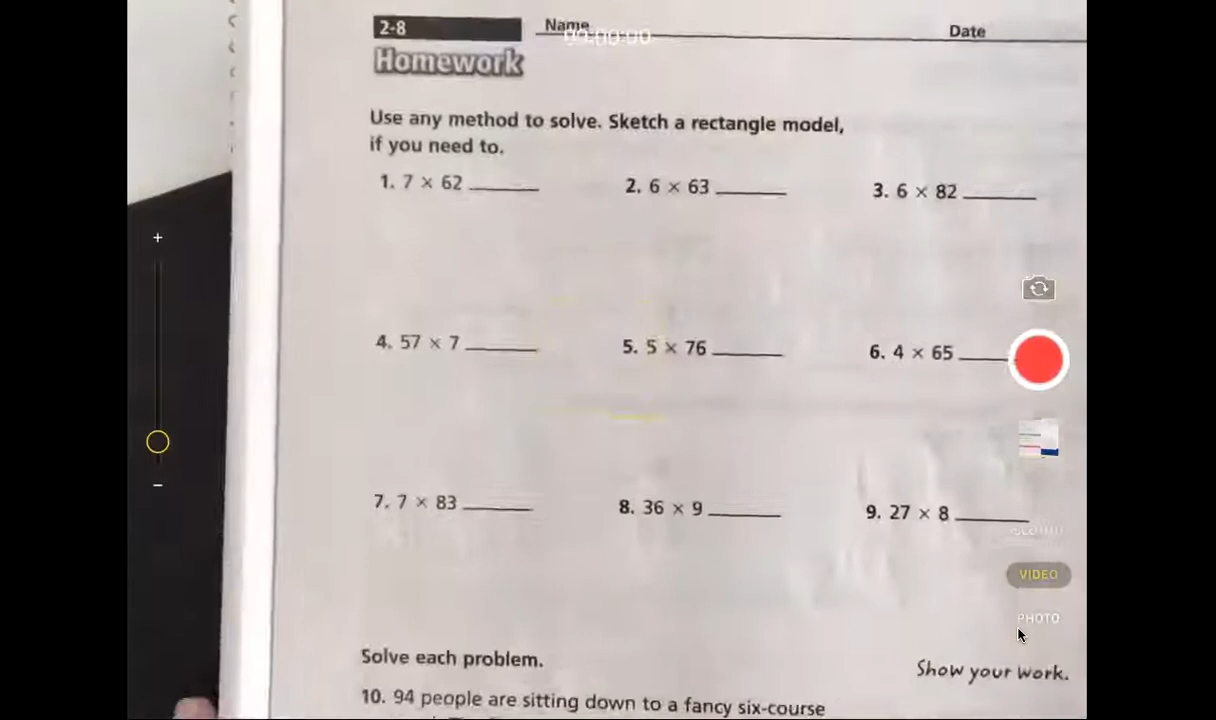 2-8 Name Date
00:00:00
Homework
Use any method to solve. Sketch a rectangle model,
if you need to.
1. 7 × 62 2. 6 × 63 3. 6 × 82
4. 57 × 7 5. 5 × 76 6. 4 × 65
7. 7 × 83 8. 36 × 9 9. 27 × 8
VIDEO
PHOTO
Solve each problem. Show your work.
10. 94 people are sitting down to a fancy six-course